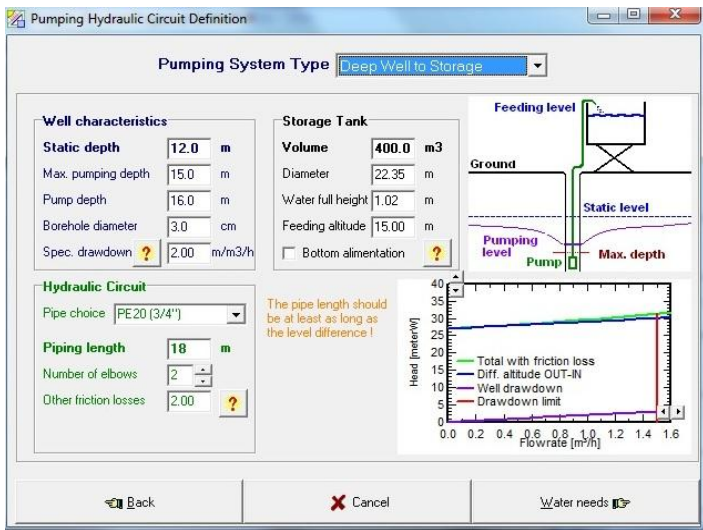 Pumping Hydraulic Circuit Definition
Pumping System Type Deep Well to Storage
Well characteristics
Static depth 12.0 m
Max. pumping depth 15.0 m
Pump depth 16.0 m
Borehole diameter 3.0 cm
Spec. drawdown ? 2.00 m/m3/h
Storage Tank
Volume 400.0 m3
Diameter 22.35 m
Water full height 1.02 m
Feeding altitude 15.00 m
Bottom alimentation ?
Feeding level
Ground
Static level
Pumping
level
Max. depth
Pump
Hydraulic Circuit
Pipe choice PE20 (3/4")
Piping length 18 m
Number of elbows 2
Other friction losses 2.00 ?
The pipe length should
be at least as long as
the level difference !
Head [meterW]
40
35
30
25
20
15
10
5
0
Total with friction loss
Diff. altitude OUT-IN
Well drawdown
Drawdown limit
0.0 0.2 0.4 0.6 0.8 1.0 1.2 1.4 1.6
Flowrate [m³/h]
Back
Cancel
Water needs